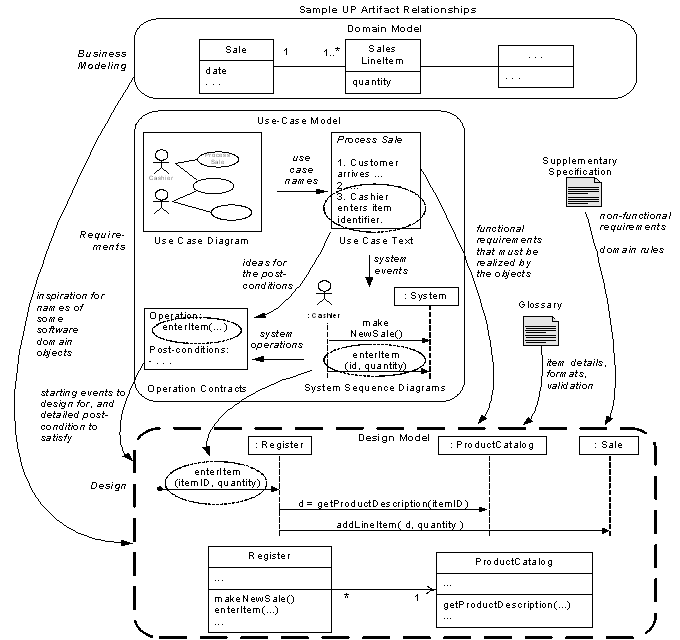 Sample UP Artifact Relationships
Domain Model
Business
Modeling
Sale
1
1..*
Sales
LineItem
. . .
date
. . .
quantity
. . .
Use-Case Model
Process
Sale
Cashier
use
case
names
Process Sale
1. Customer
arrives ...
2. ...
3. Cashier
enters item
identifier.
Use Case Diagram
Use Case Text
Supplementary
Specification
non-functional
requirements
domain rules
Require-
ments
functional
requirements
that must be
realized by
the objects
ideas for
the post-
conditions
system
events
inspiration for
names of
some
software
domain
objects
Operation:
enterItem(…)
Post-conditions:
. . . .
Operation Contracts
system
operations
: Cashier
: System
make
NewSale()
enterItem
(id, quantity)
System Sequence Diagrams
Glossary
item details,
formats,
validation
starting events to
design for, and
detailed post-
condition to
satisfy
Design Model
: Register
: ProductCatalog
: Sale
Design
enterItem
(itemID, quantity)
d = getProductDescription(itemID)
addLineItem( d, quantity )
Register
...
makeNewSale()
enterItem(...)
...
*
1
ProductCatalog
...
getProductDescription(...)
...